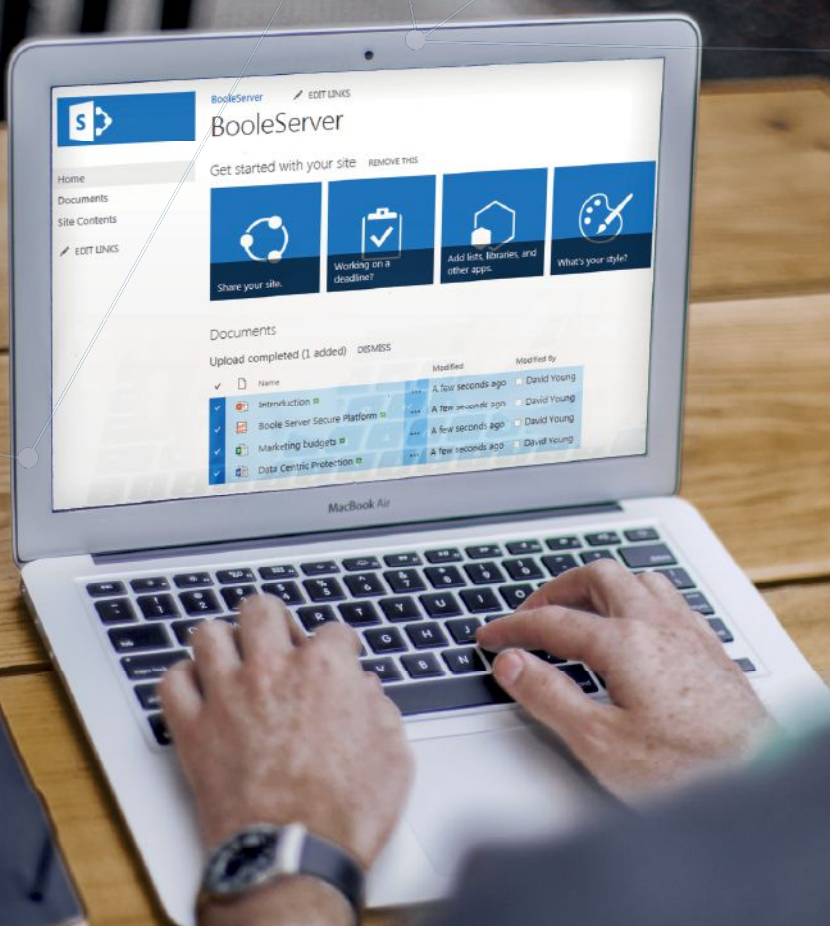 S
BooleServer EDIT LINKS
BooleServer
Get started with your site REMOVE THIS
Home
Documents
Site Contents
EDIT LINKS
Share your site.
Working on a
deadline?
Add lists, libraries, and
other apps.
What's your style?
Documents
Upload completed (1 added) DISMISS
Name Modified Modified By
Introduction ... A few seconds ago David Young
Boole Server Secure Platform ... A few seconds ago David Young
Marketing budgets ... A few seconds ago David Young
Data Centric Protection ... A few seconds ago David Young
MacBook Air
R T Y U I O
G H J
V B N